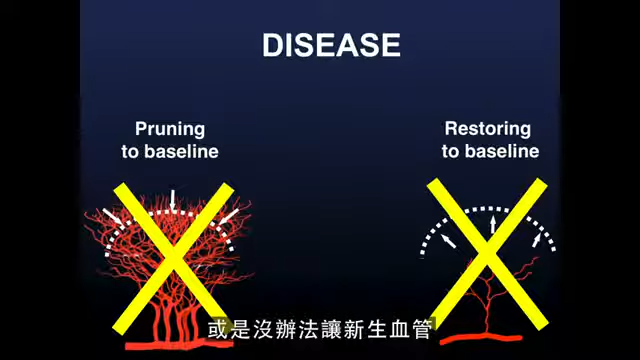 DISEASE
Pruning
to baseline
Restoring
to baseline
或是沒辦法讓新生血管